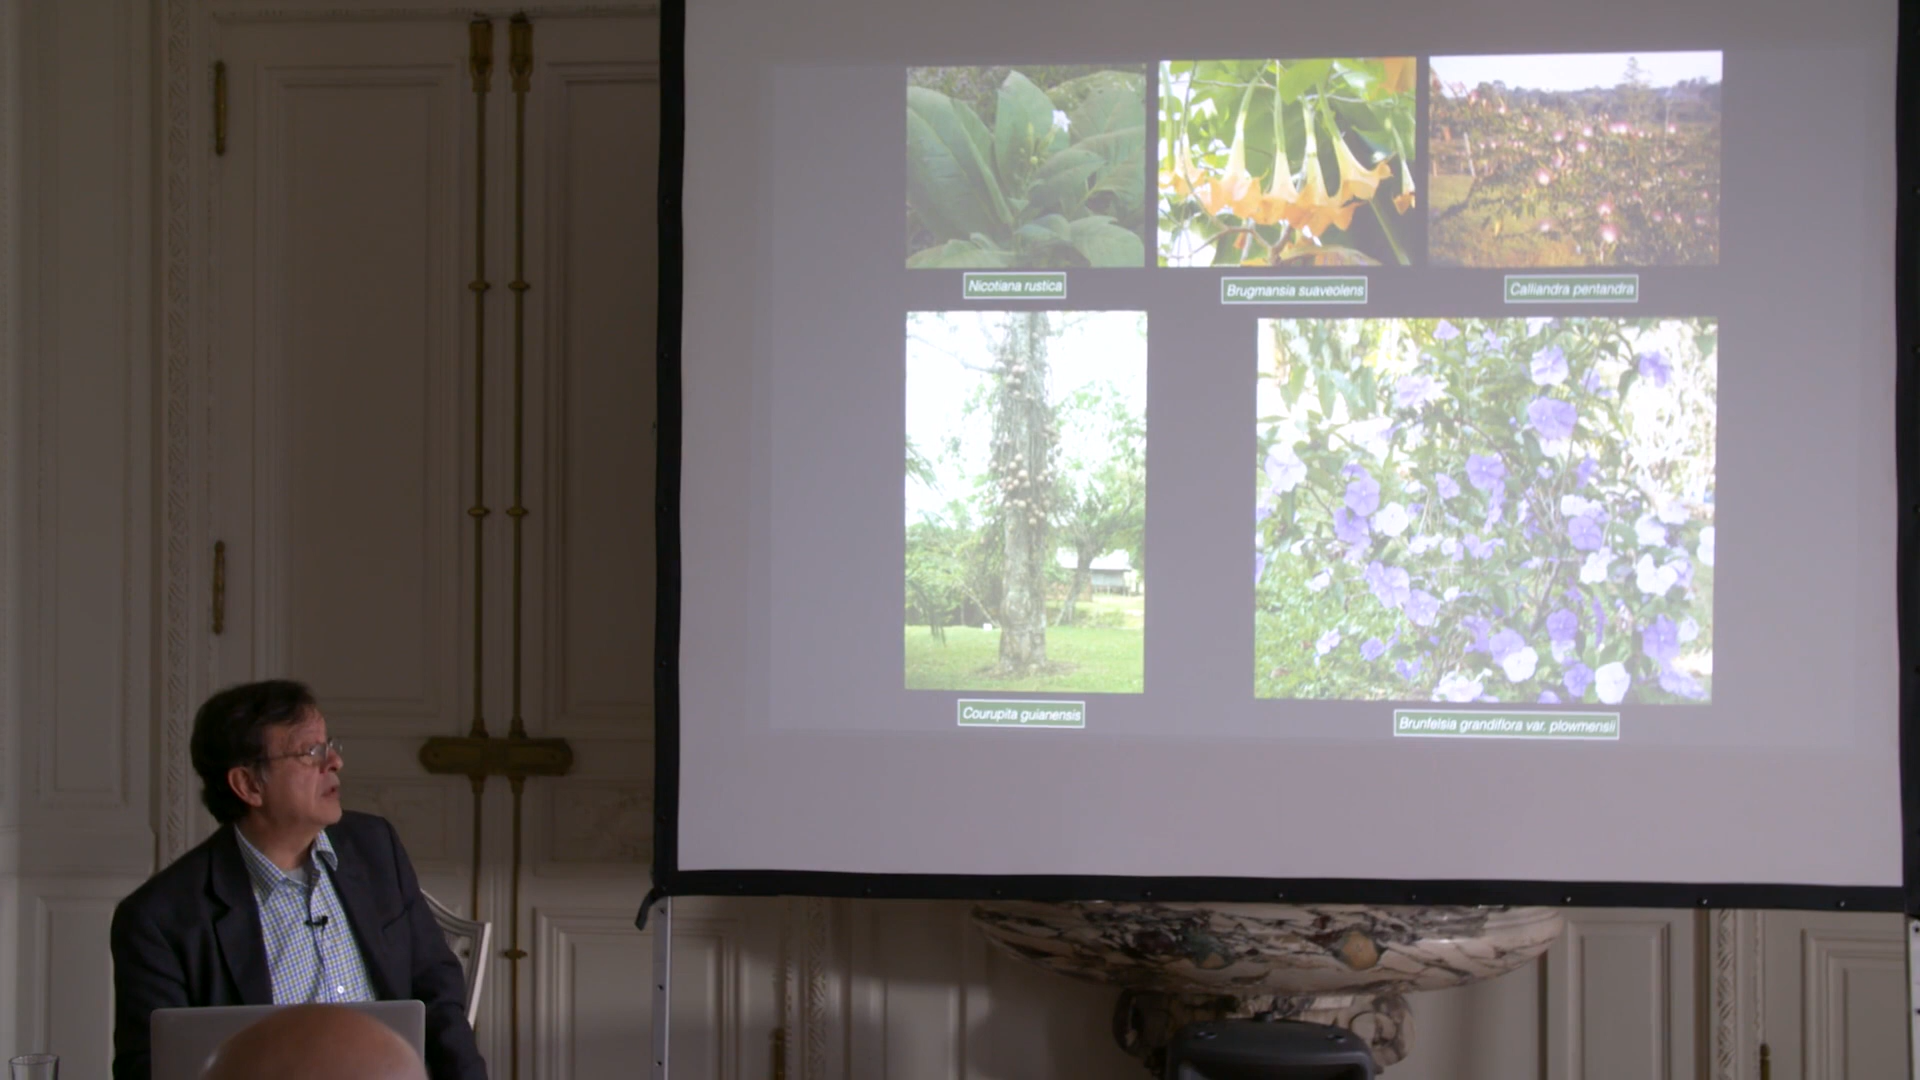 Nicotiana rustica
Brugmansia suaveolens
Calliandra pentandra
Couroupita guianensis
Brunfelsia grandiflora var. plowmensii